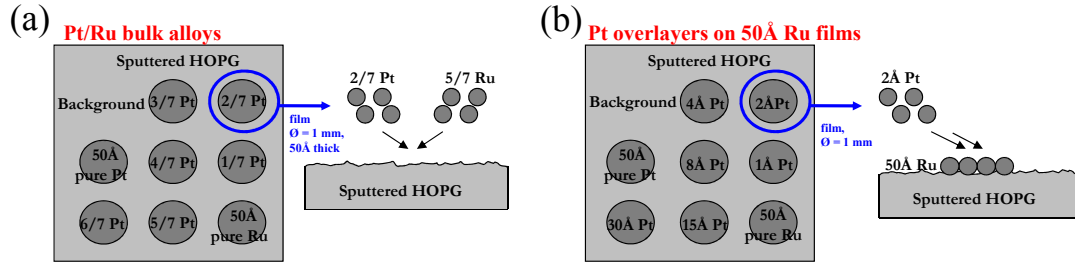 (a)
Pt/Ru bulk alloys
Sputtered HOPG
Background
3/7 Pt
2/7 Pt
50Å
pure Pt
4/7 Pt
1/7 Pt
6/7 Pt
5/7 Pt
50Å
pure Ru
film
Ø = 1 mm,
50Å thick
2/7 Pt
5/7 Ru
Sputtered HOPG
(b)
Pt overlayers on 50Å Ru films
Sputtered HOPG
Background
4Å Pt
2ÅPt
50Å
pure Pt
8Å Pt
1Å Pt
30Å Pt
15Å Pt
50Å
pure Ru
film,
Ø = 1 mm
2Å Pt
50Å Ru
Sputtered HOPG